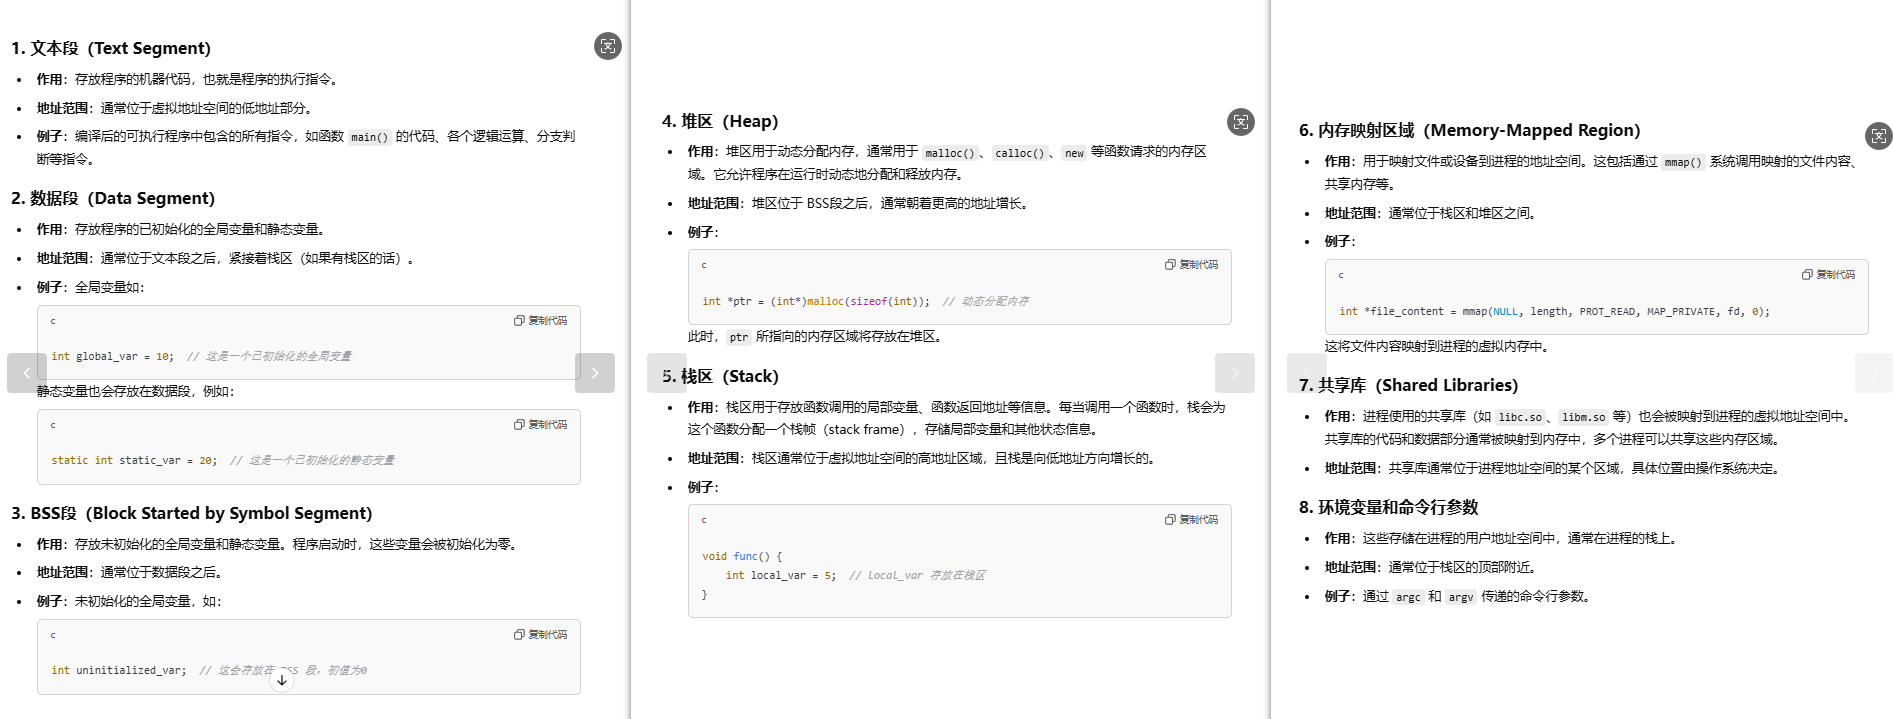 1. 文本段（Text Segment）
作用：存放程序的机器代码，也就是程序的执行指令。
地址范围：通常位于虚拟地址空间的低地址部分。
例子：编译后的可执行程序中包含的所有指令，如函数 main() 的代码、各个逻辑运算、分支判
断等指令。
2. 数据段（Data Segment）
作用：存放程序的已初始化的全局变量和静态变量。
地址范围：通常位于文本段之后，紧接着栈区（如果有栈区的话）。
例子：全局变量如：
c 复制代码
int global_var = 10; // 这是一个已初始化的全局变量
静态变量也会存放在数据段，例如：
c 复制代码
static int static_var = 20; // 这是一个已初始化的静态变量
3. BSS段（Block Started by Symbol Segment）
作用：存放未初始化的全局变量和静态变量。程序启动时，这些变量会被初始化为零。
地址范围：通常位于数据段之后。
例子：未初始化的全局变量，如：
c 复制代码
int uninitialized_var; // 这会存放在 BSS 段，初值为0
4. 堆区（Heap）
作用：堆区用于动态分配内存，通常用于 malloc()、calloc()、new 等函数请求的内存区
域。它允许程序在运行时动态地分配和释放内存。
地址范围：堆区位于 BSS段之后，通常朝着更高的地址增长。
例子：
c 复制代码
int *ptr = (int*)malloc(sizeof(int)); // 动态分配内存
此时，ptr 所指向的内存区域将存放在堆区。
5. 栈区（Stack）
作用：栈区用于存放函数调用的局部变量、函数返回地址等信息。每当调用一个函数时，栈会为
这个函数分配一个栈帧（stack frame），存储局部变量和其他状态信息。
地址范围：栈区通常位于虚拟地址空间的高地址区域，且栈是向低地址方向增长的。
例子：
c 复制代码
void func() {
int local_var = 5; // local_var 存放在栈区
}
6. 内存映射区域（Memory-Mapped Region）
作用：用于映射文件或设备到进程的地址空间。这包括通过 mmap() 系统调用映射的文件内容、
共享内存等。
地址范围：通常位于栈区和堆区之间。
例子：
c 复制代码
int *file_content = mmap(NULL, length, PROT_READ, MAP_PRIVATE, fd, 0);
这将文件内容映射到进程的虚拟内存中。
7. 共享库（Shared Libraries）
作用：进程使用的共享库（如 libc.so、libm.so 等）也会被映射到进程的虚拟地址空间中。
共享库的代码和数据部分通常被映射到内存中，多个进程可以共享这些内存区域。
地址范围：共享库通常位于进程地址空间的某个区域，具体位置由操作系统决定。
8. 环境变量和命令行参数
作用：这些存储在进程的用户地址空间中，通常在进程的栈上。
地址范围：通常位于栈区的顶部附近。
例子：通过 argc 和 argv 传递的命令行参数。